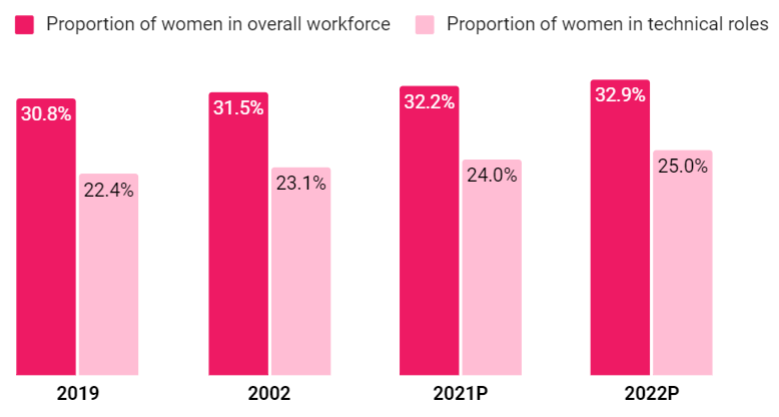 Proportion of women in overall workforce Proportion of women in technical roles
30.8% 22.4% 31.5% 23.1% 32.2% 24.0% 32.9% 25.0%
2019 2002 2021P 2022P